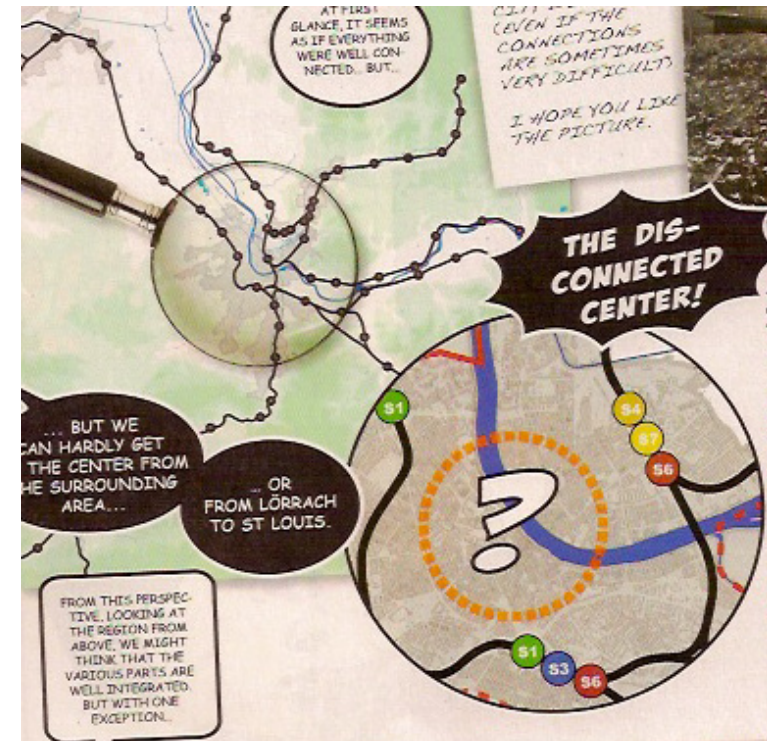 AT FIRST
GLANCE, IT SEEMS
AS IF EVERYTHING
WERE WELL CON-
NECTED... BUT...
(EVEN IF THE
CONNECTIONS
ARE SOMETIMES
VERY DIFFICULT)
I HOPE YOU LIKE
THE PICTURE.
THE DIS-
CONNECTED
CENTER!
... BUT WE
CAN HARDLY GET
THE CENTER FROM
HE SURROUNDING
AREA...
... OR
FROM LÖRRACH
TO ST LOUIS.
S1
S4
S7
S6
S1
S3
S6
FROM THIS PERSPEC-
TIVE, LOOKING AT
THE REGION FROM
ABOVE, WE MIGHT
THINK THAT THE
VARIOUS PARTS ARE
WELL INTEGRATED.
BUT WITH ONE
EXCEPTION...